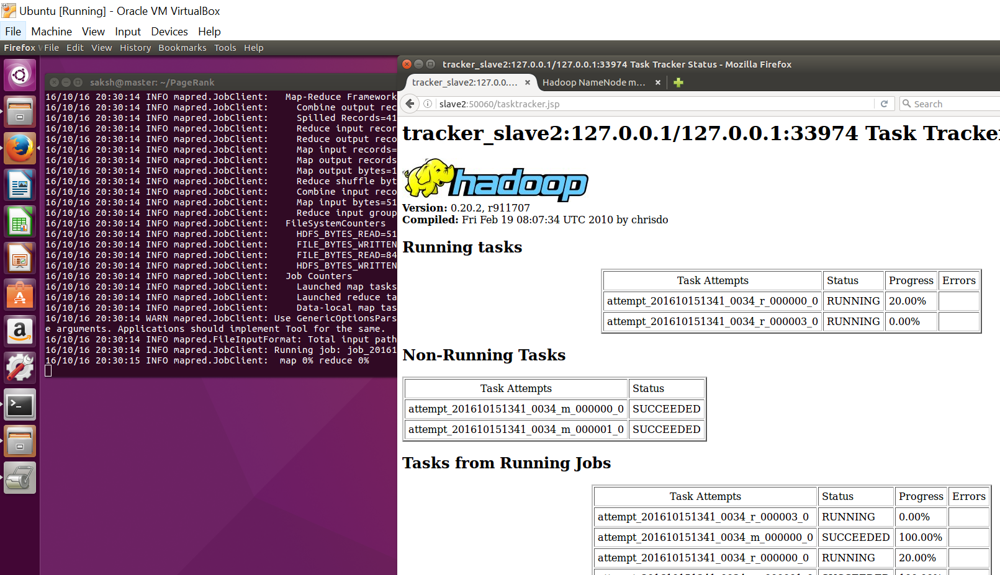 Ubuntu [Running] - Oracle VM VirtualBox
File Machine View Input Devices Help
Firefox File Edit View History Bookmarks Tools Help
saksh@master: ~/PageRank
16/10/16 20:30:14 INFO mapred.JobClient: Map-Reduce Framework
16/10/16 20:30:14 INFO mapred.JobClient: Combine output rec
16/10/16 20:30:14 INFO mapred.JobClient: Spilled Records=41
16/10/16 20:30:14 INFO mapred.JobClient: Reduce input recor
16/10/16 20:30:14 INFO mapred.JobClient: Reduce output reco
16/10/16 20:30:14 INFO mapred.JobClient: Map input records=
16/10/16 20:30:14 INFO mapred.JobClient: Map output records
16/10/16 20:30:14 INFO mapred.JobClient: Map output bytes=1
16/10/16 20:30:14 INFO mapred.JobClient: Reduce shuffle byt
16/10/16 20:30:14 INFO mapred.JobClient: Combine input reco
16/10/16 20:30:14 INFO mapred.JobClient: Map input bytes=51
16/10/16 20:30:14 INFO mapred.JobClient: Reduce input group
16/10/16 20:30:14 INFO mapred.JobClient: FileSystemCounters
16/10/16 20:30:14 INFO mapred.JobClient: HDFS_BYTES_READ=51
16/10/16 20:30:14 INFO mapred.JobClient: FILE_BYTES_WRITTEN
16/10/16 20:30:14 INFO mapred.JobClient: FILE_BYTES_READ=84
16/10/16 20:30:14 INFO mapred.JobClient: HDFS_BYTES_WRITTEN
16/10/16 20:30:14 INFO mapred.JobClient: Job Counters
16/10/16 20:30:14 INFO mapred.JobClient: Launched map tasks
16/10/16 20:30:14 INFO mapred.JobClient: Launched reduce ta
16/10/16 20:30:14 INFO mapred.JobClient: Data-local map tas
16/10/16 20:30:14 WARN mapred.JobClient: Use GenericOptionsPars
e arguments. Applications should implement Tool for the same.
16/10/16 20:30:14 INFO mapred.FileInputFormat: Total input path
16/10/16 20:30:14 INFO mapred.JobClient: Running job: job_20161
16/10/16 20:30:15 INFO mapred.JobClient: map 0% reduce 0%
tracker_slave2:127.0.0.1/127.0.0.1:33974 Task Tracker Status - Mozilla Firefox
tracker_slave2:127.0.0.... Hadoop NameNode m...
slave2:50060/tasktracker.jsp Search
tracker_slave2:127.0.0.1/127.0.0.1:33974 Task Tracke
hadoop
Version: 0.20.2, r911707
Compiled: Fri Feb 19 08:07:34 UTC 2010 by chrisdo
Running tasks
Task Attempts Status Progress Errors
attempt_201610151341_0034_r_000000_0 RUNNING 20.00%
attempt_201610151341_0034_r_000003_0 RUNNING 0.00%
Non-Running Tasks
Task Attempts Status
attempt_201610151341_0034_m_000000_0 SUCCEEDED
attempt_201610151341_0034_m_000001_0 SUCCEEDED
Tasks from Running Jobs
Task Attempts Status Progress Errors
attempt_201610151341_0034_r_000003_0 RUNNING 0.00%
attempt_201610151341_0034_m_000000_0 SUCCEEDED 100.00%
attempt_201610151341_0034_r_000000_0 RUNNING 20.00%